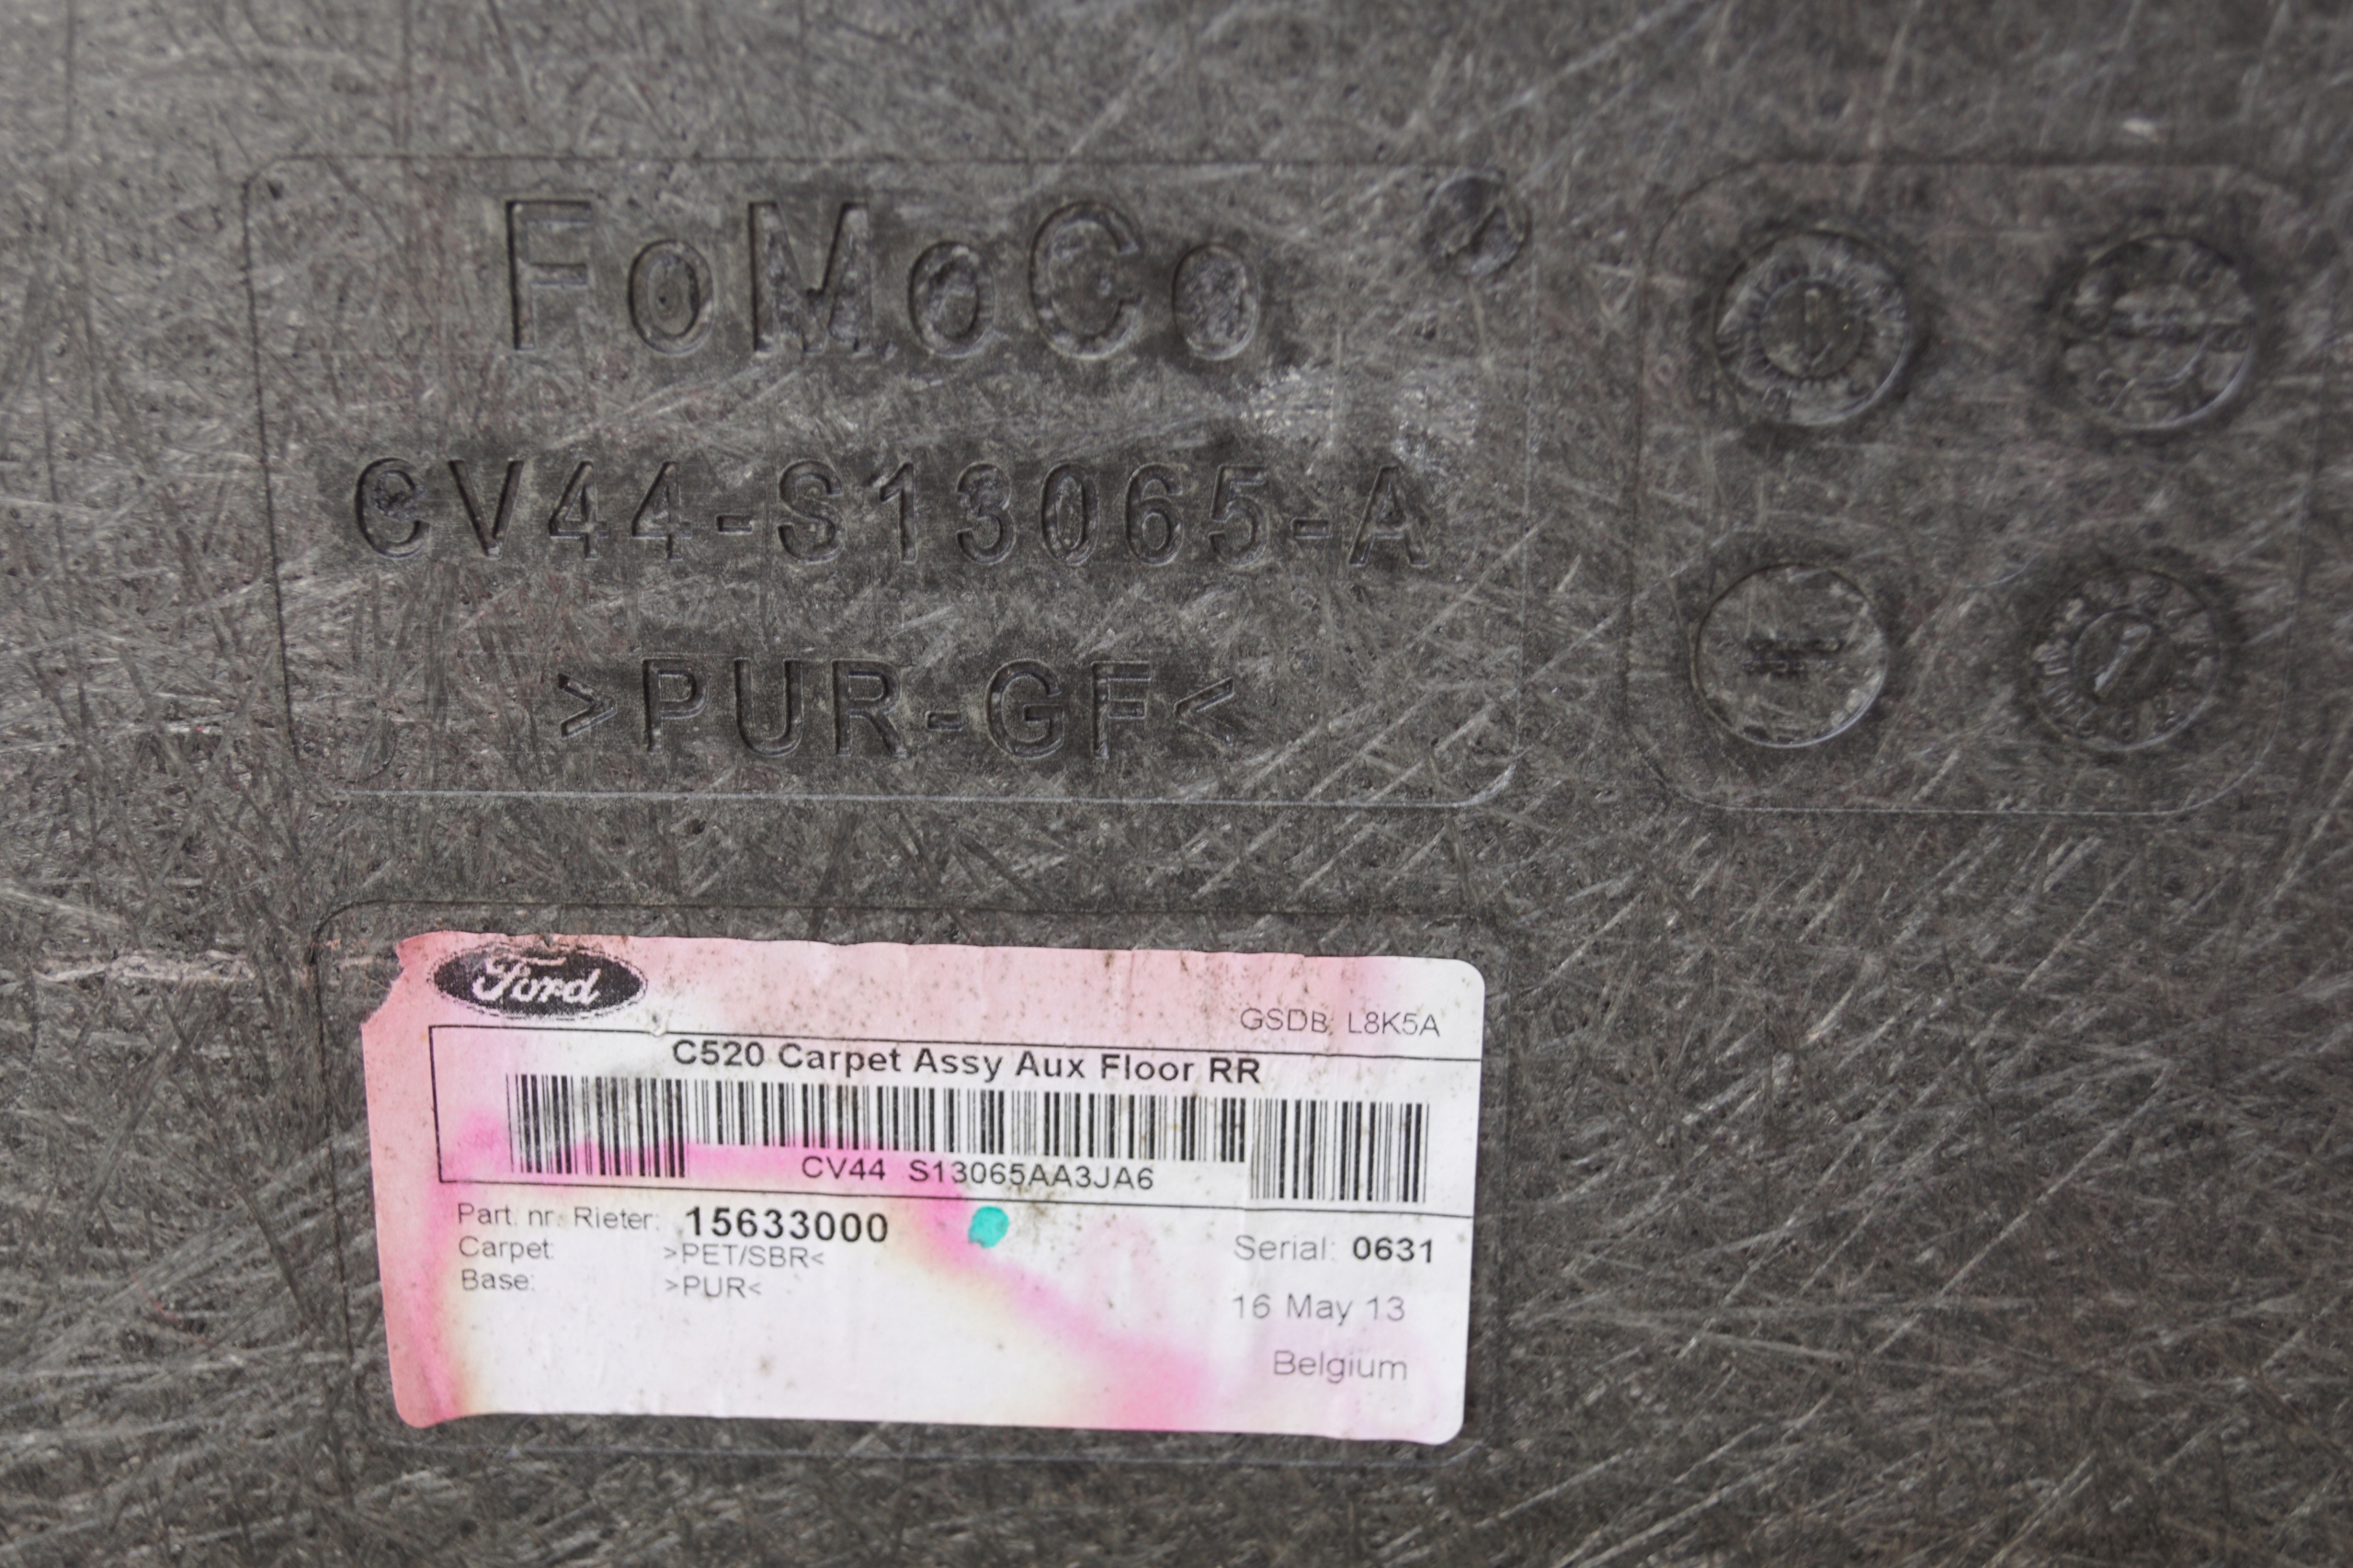 FoMoCo
CV44-S13065-A
>PUR-GF<
Ford
GSDB: L8K5A
C520 Carpet Assy Aux Floor RR
CV44 S13065AA3JA6
Part. nr. Rieter: 15633000
Carpet: >PET/SBR<
Base: >PUR<
Serial: 0631
16 May 13
Belgium